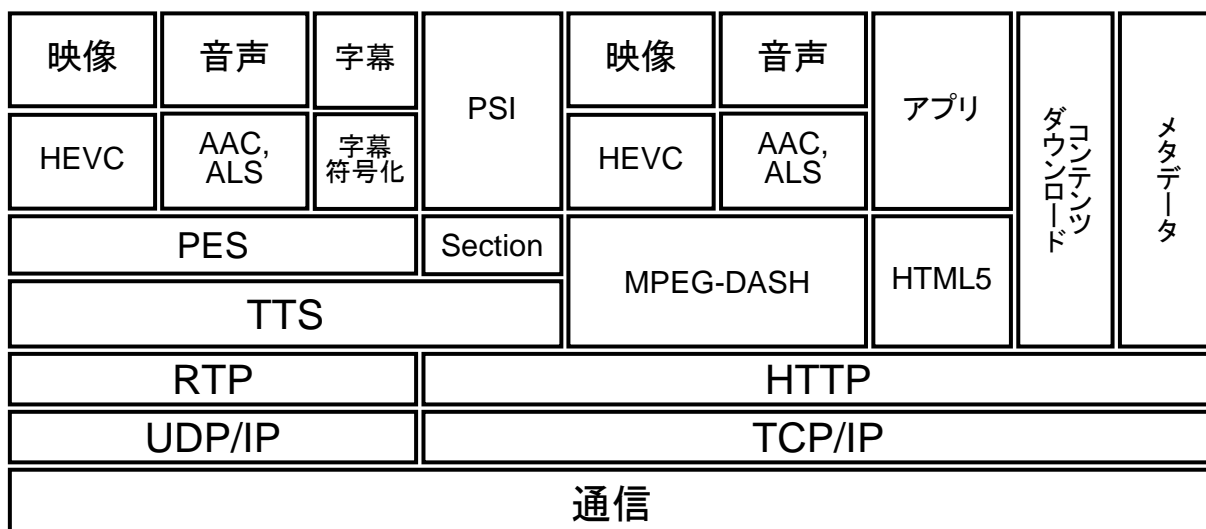 映像
音声
字幕
PSI
映像
音声
アプリ
コンテンツ
ダウンロード
メタデータ
HEVC
AAC,
ALS
字幕
符号化
HEVC
AAC,
ALS
PES
Section
MPEG-DASH
HTML5
TTS
RTP
HTTP
UDP/IP
TCP/IP
通信